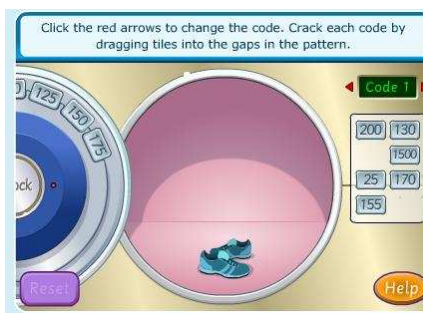 Click the red arrows to change the code. Crack each code by
dragging tiles into the gaps in the pattern.
Code 1
125
150
175
200 130
1500
25 170
155
Reset
Help